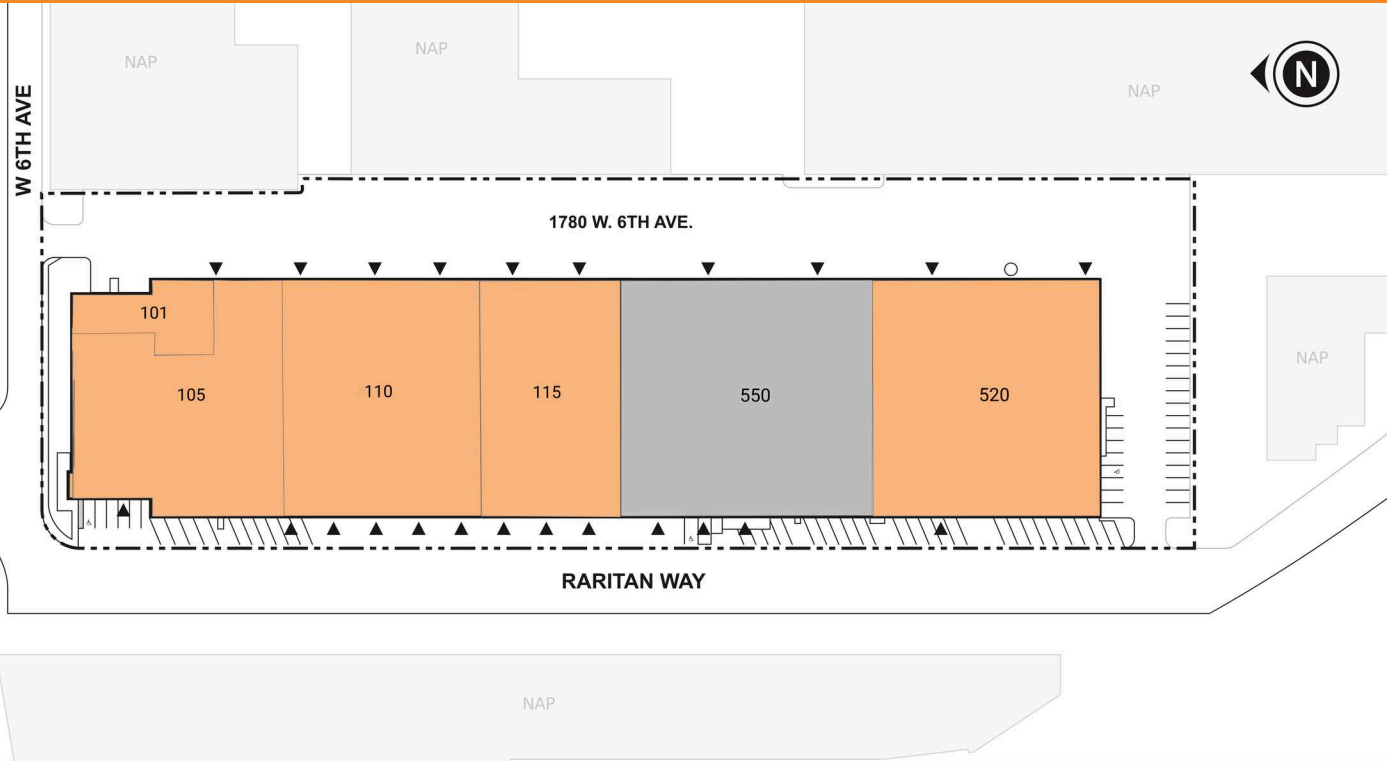 NAP
NAP
NAP
N
W 6TH AVE
1780 W. 6TH AVE.
101
105
110
115
550
520
NAP
RARITAN WAY
NAP